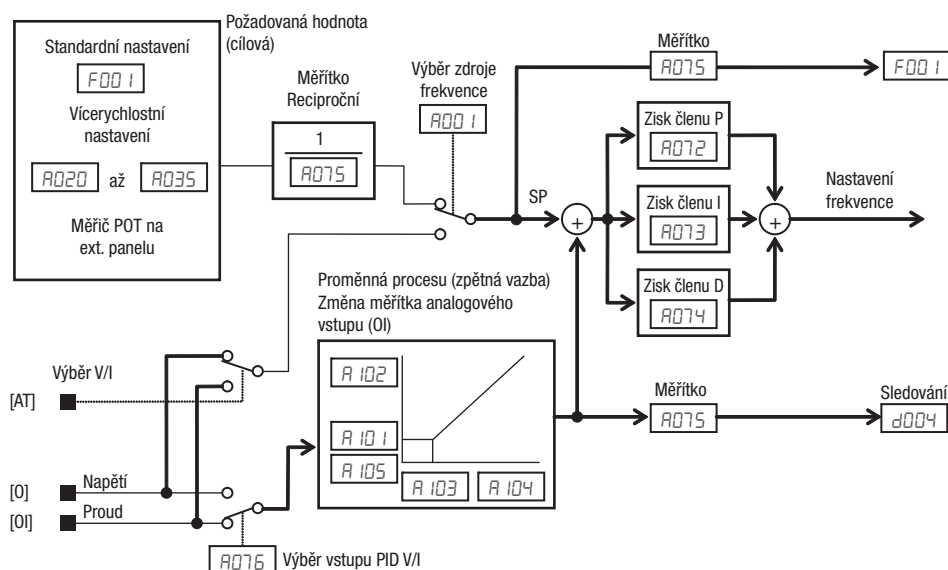 Požadovaná hodnota
(cílová)
Standardní nastavení
F001
Vícerychlostní
nastavení
A020 až A035
Měřič POT na
ext. panelu
Měřítko
Reciproční
1
A075
Výběr zdroje
frekvence
A001
Měřítko
A075
F001
SP
+
Zisk členu P
A072
Zisk členu I
A073
Zisk členu D
A074
+
Nastavení
frekvence
Proměnná procesu (zpětná vazba)
Změna měřítka analogového
vstupu (OI)
A102
A101
A105
A103 A104
Měřítko
A075
Sledování
d004
Výběr V/I
[AT]
[O] Napětí
[OI] Proud
A076 Výběr vstupu PID V/I